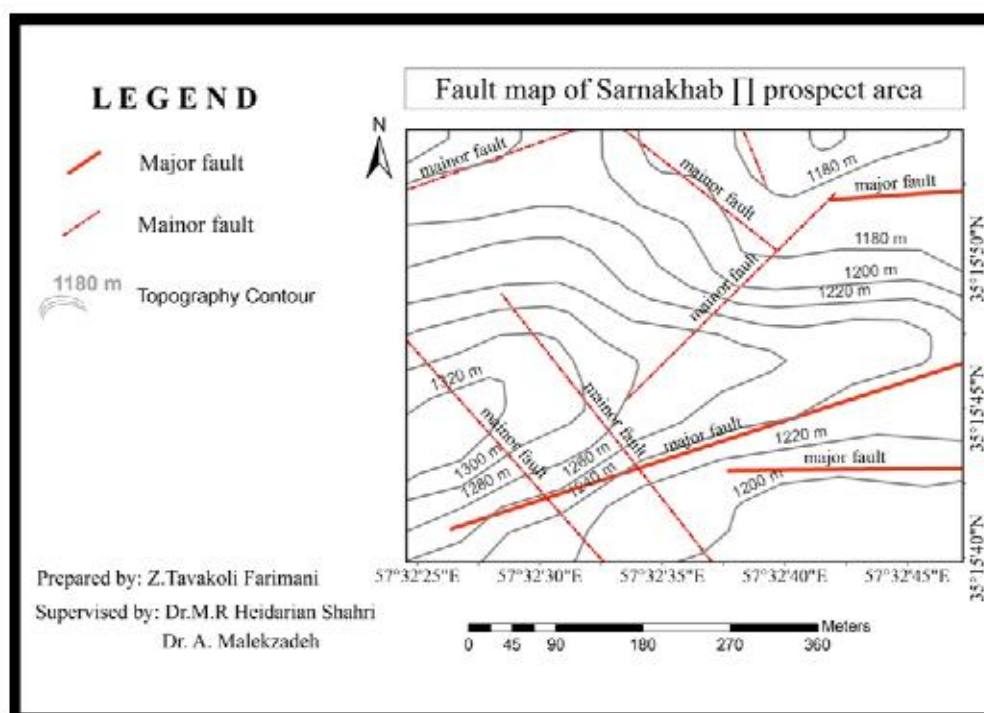 LEGEND
Major fault
Mainor fault
1180 m
Topography Contour
Prepared by: Z.Tavakoli Farimani
Supervised by: Dr.M.R Heidarian Shahri
Dr. A. Malekzadeh
Fault map of Sarnakhab ∏ prospect area
N
mainor fault
mainor fault
1180 m
major fault
1180 m
mainor fault
1200 m
1220 m
1320 m
mainor fault
mainor fault
major fault
1220 m
1300 m
1280 m
1260 m
1240 m
major fault
1200 m
35°15'50"N
35°15'45"N
35°15'40"N
57°32'25"E
57°32'30"E
57°32'35"E
57°32'40"E
57°32'45"E
Meters
0 45 90 180 270 360